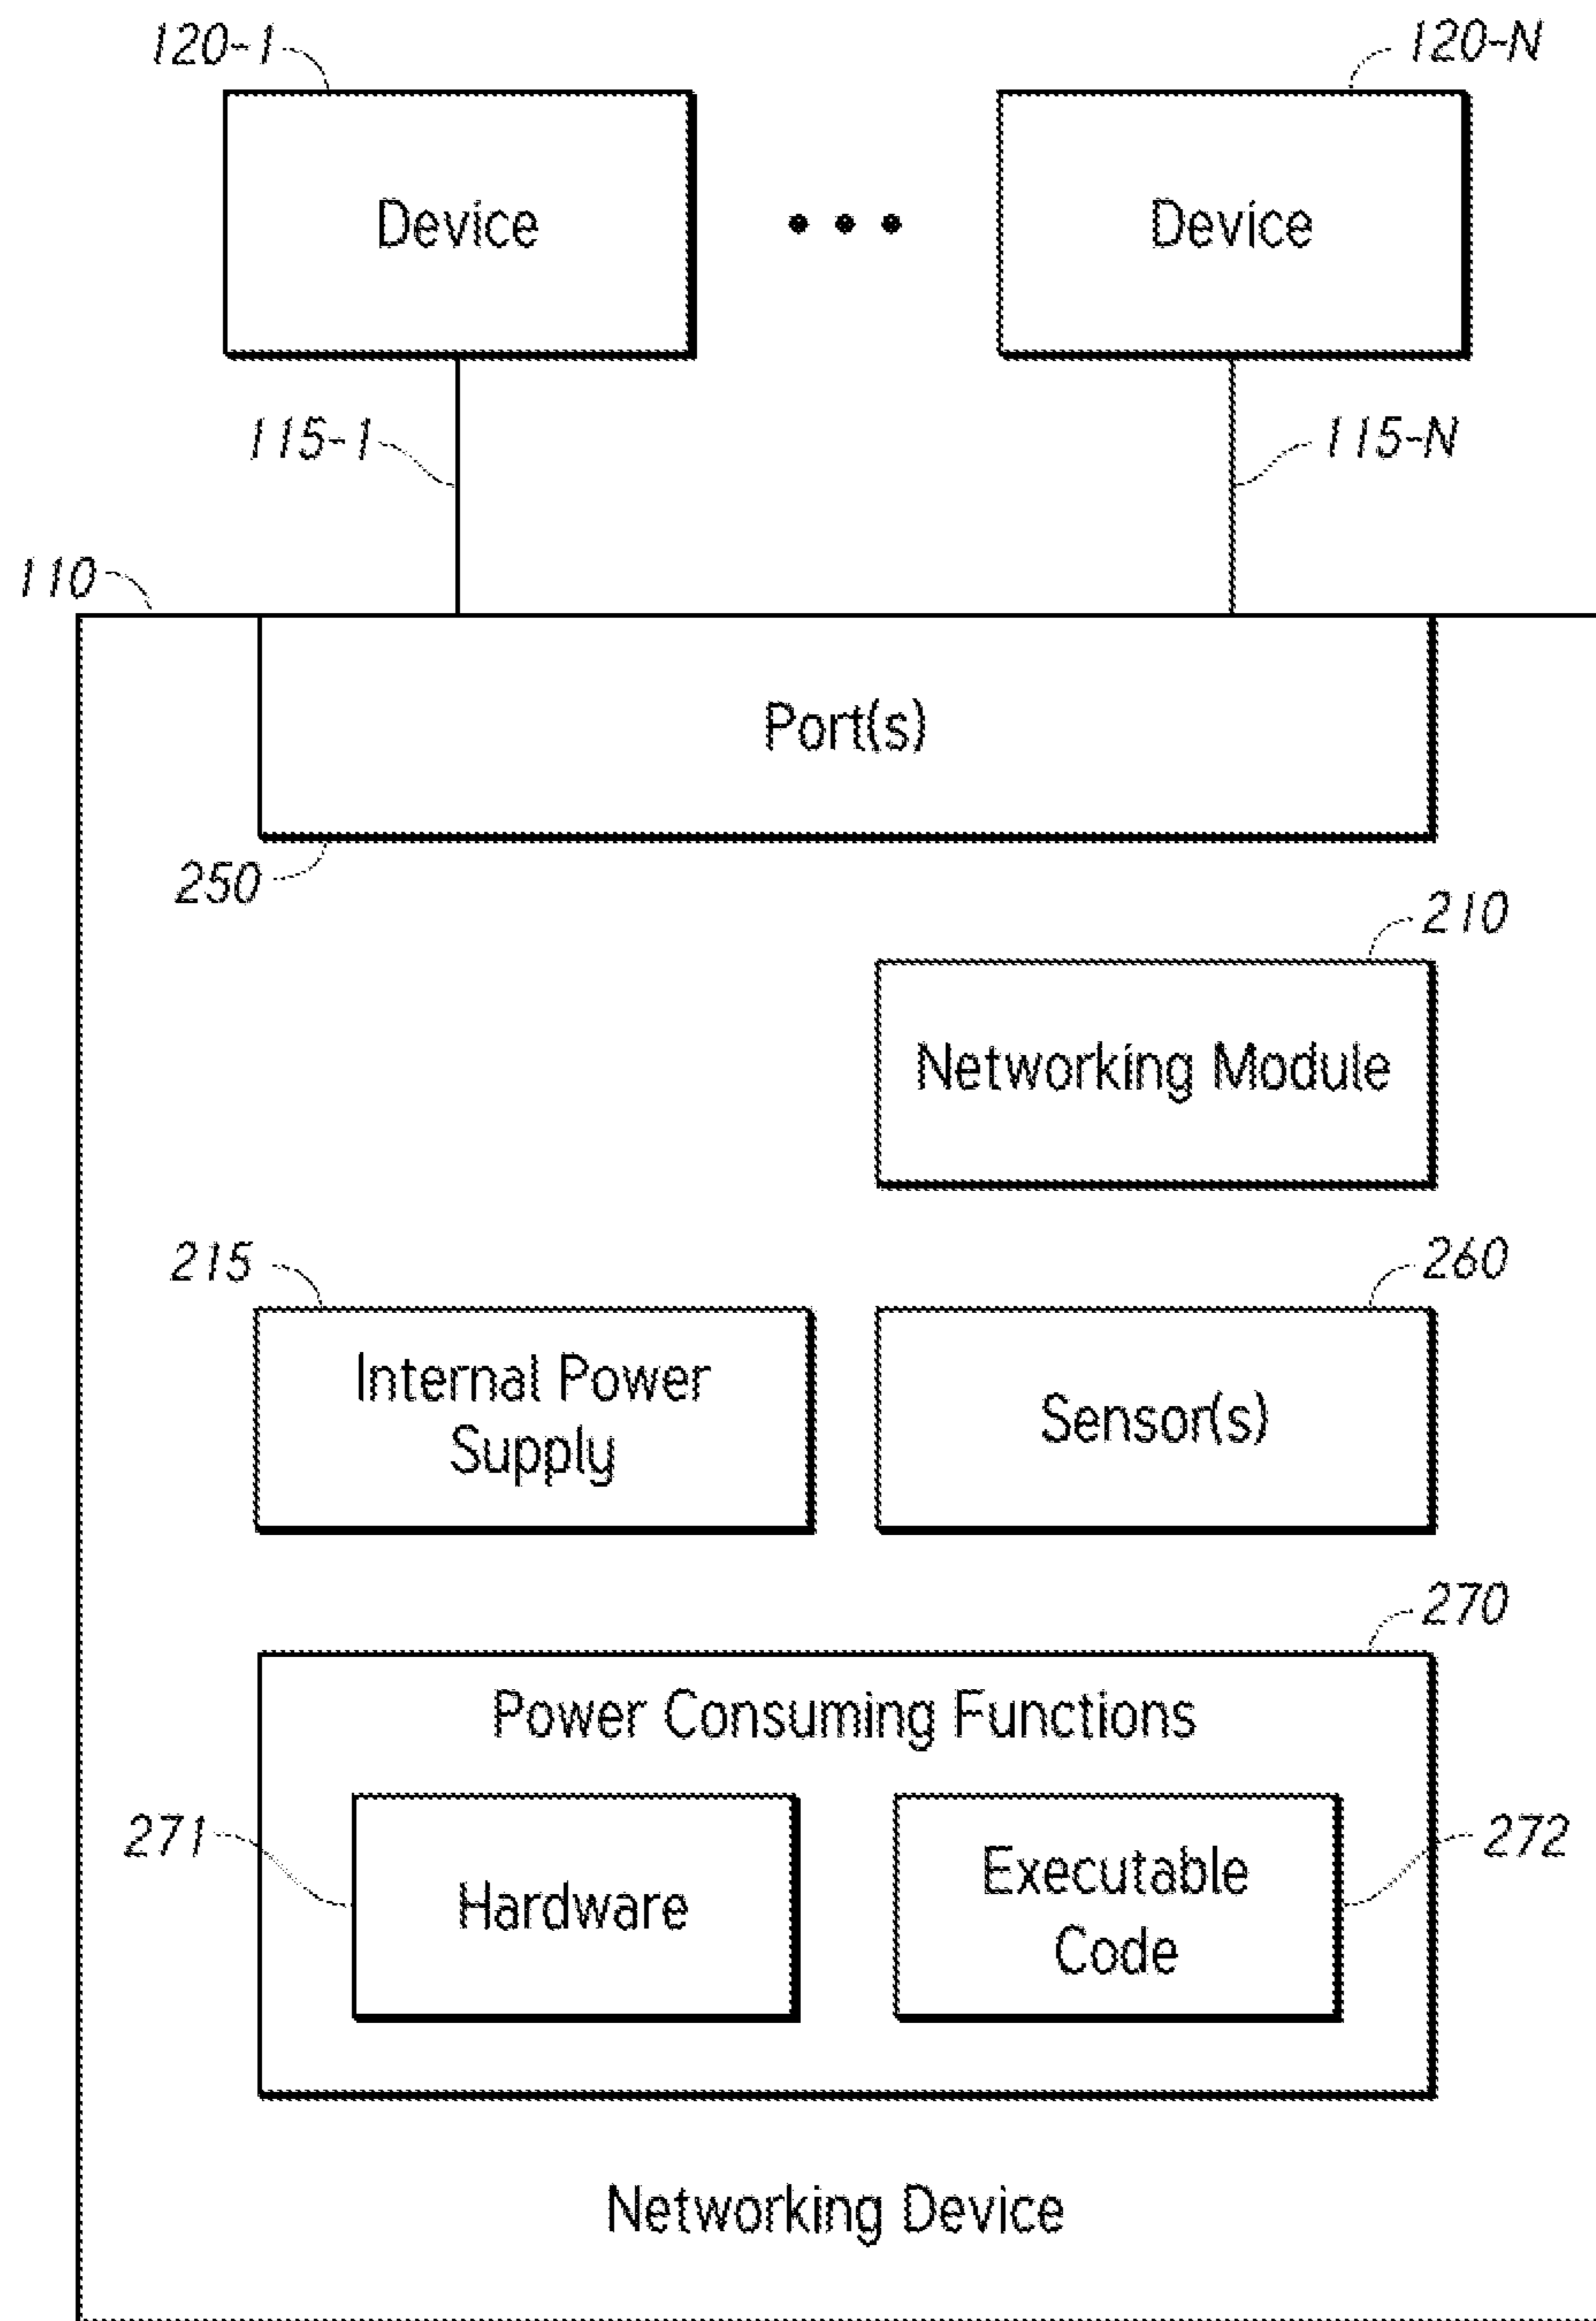 120-1
120-N
Device
Device
115-1
115-N
110
Port(s)
250
210
Networking Module
215
260
Internal Power
Supply
Sensor(s)
270
Power Consuming Functions
271
272
Hardware
Executable
Code
Networking Device